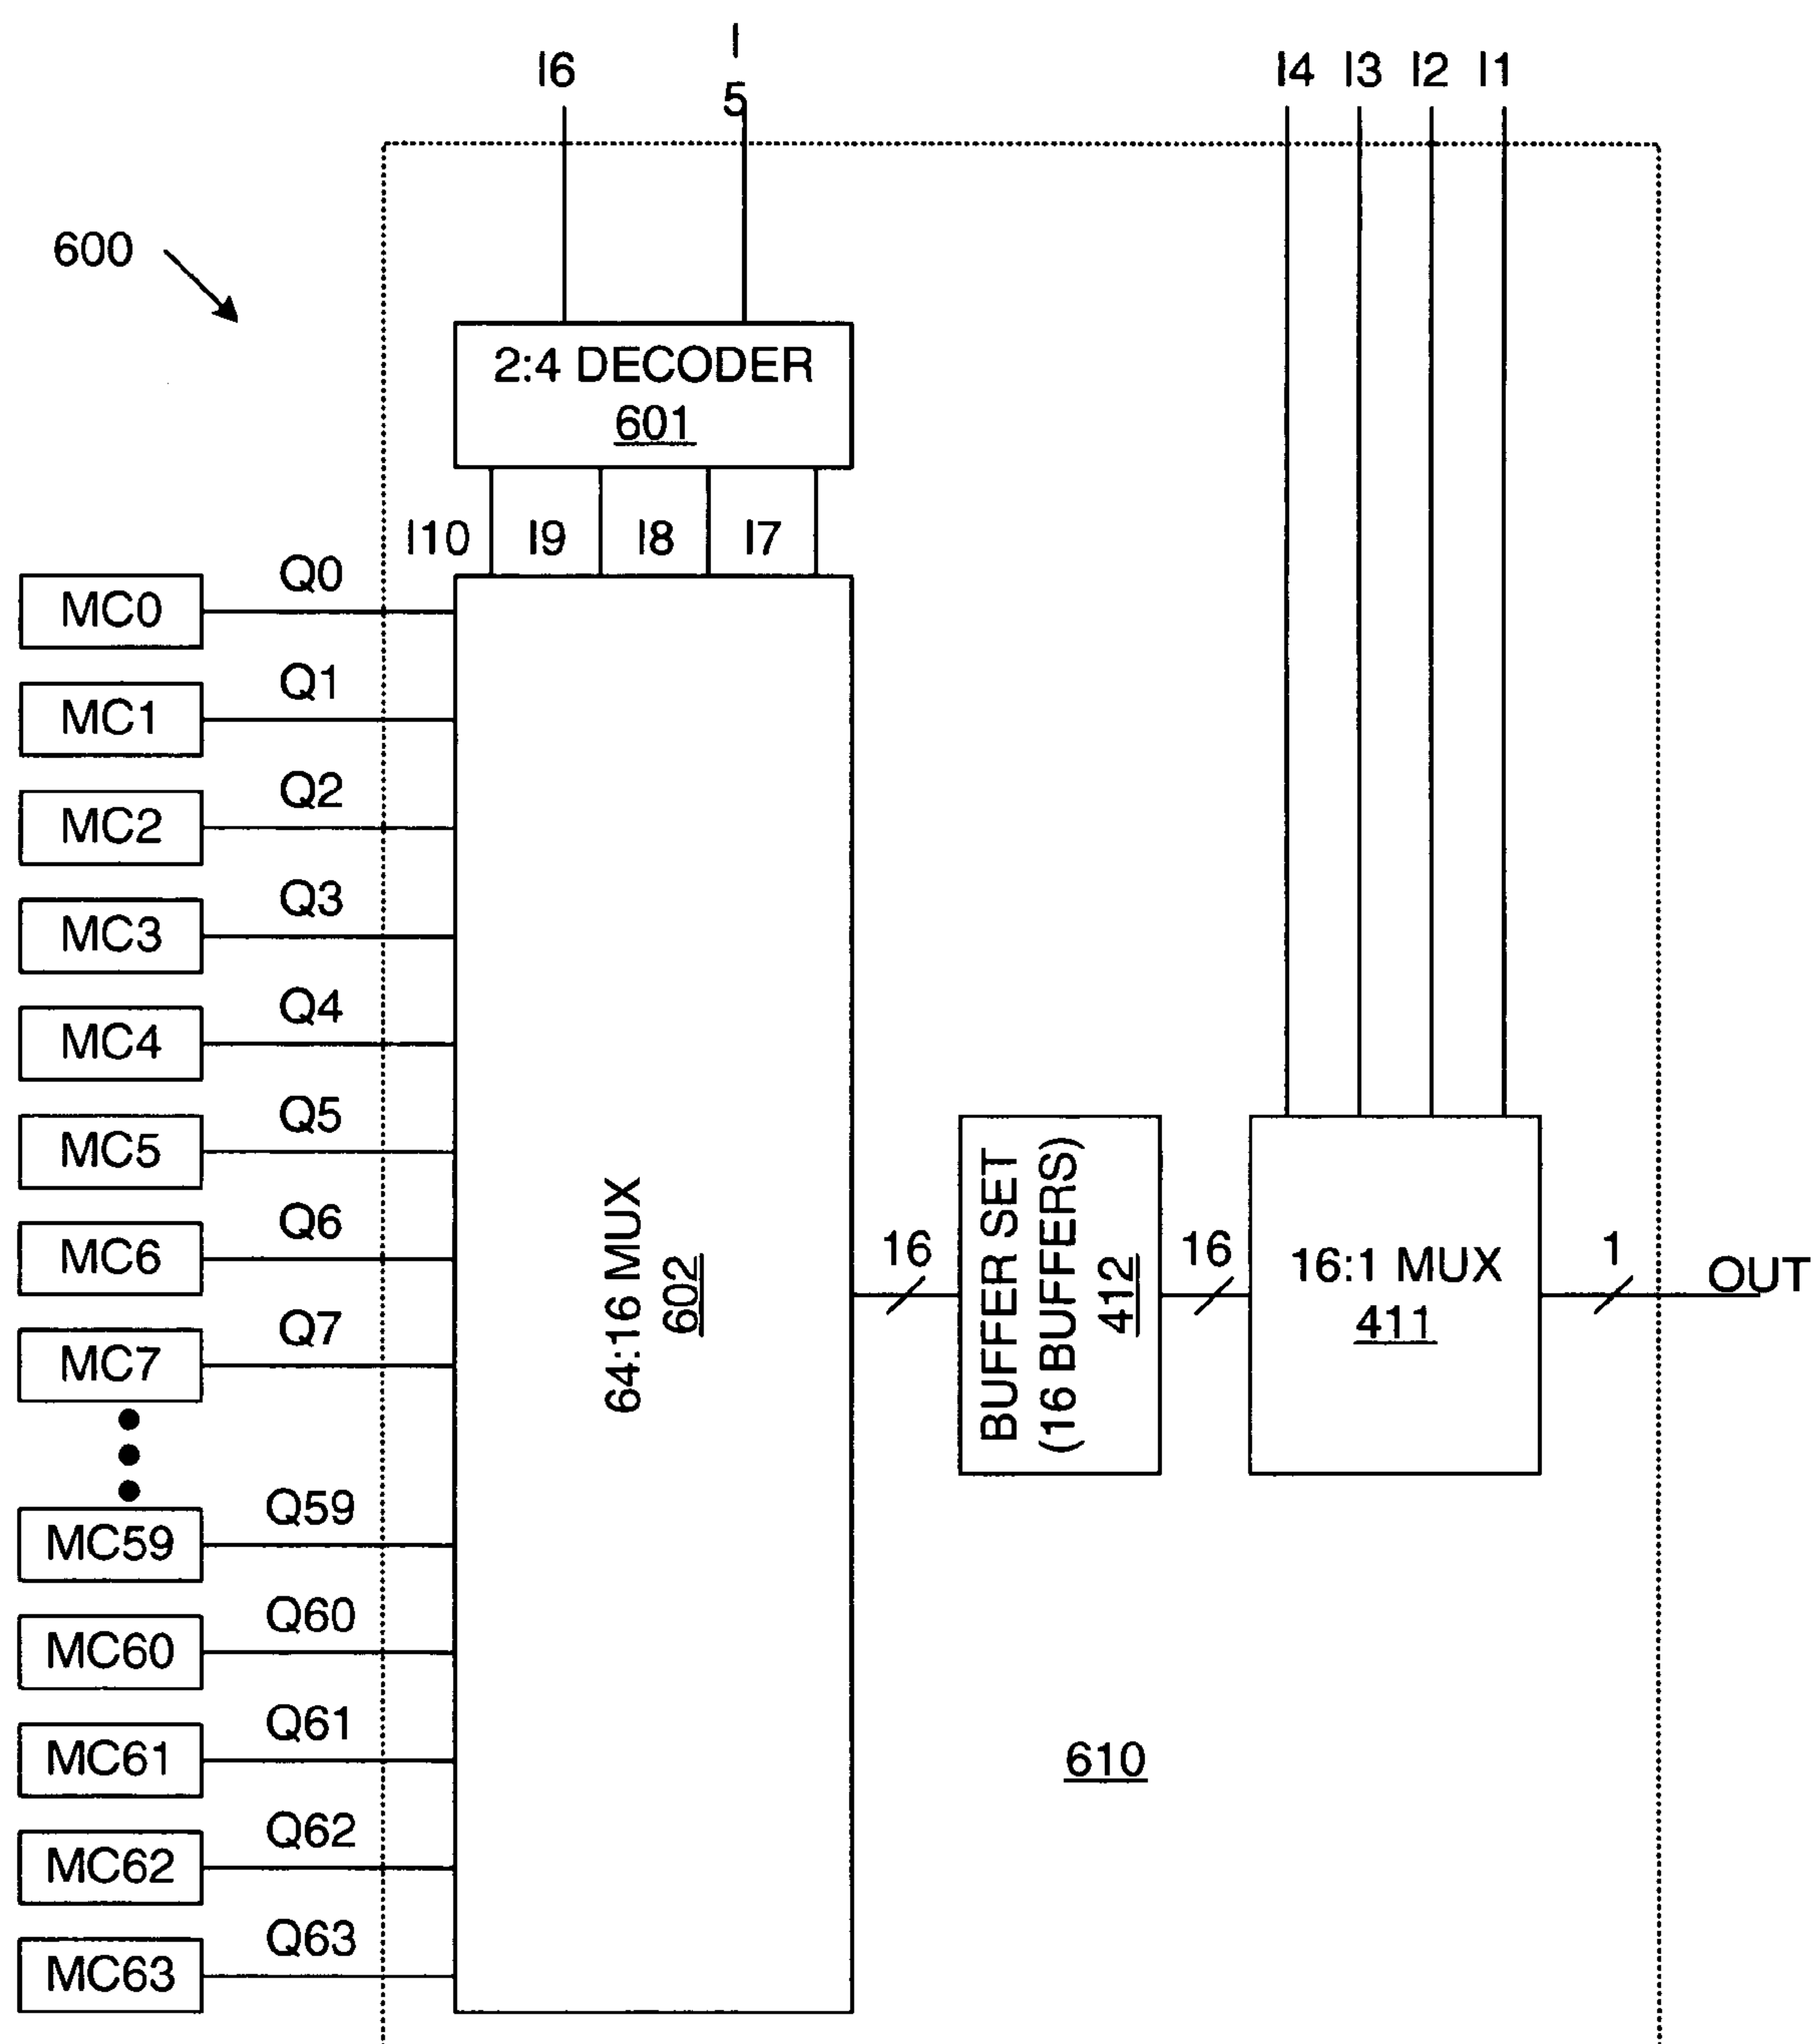 I6
I
5
I4 I3 I2 I1
600
2:4 DECODER
601
I10 I9 I8 I7
MC0 Q0
MC1 Q1
MC2 Q2
MC3 Q3
MC4 Q4
MC5 Q5
MC6 Q6
MC7 Q7
MC59 Q59
MC60 Q60
MC61 Q61
MC62 Q62
MC63 Q63
64:16 MUX
602
16
BUFFER SET
(16 BUFFERS)
412
16
16:1 MUX
411
1
OUT
610